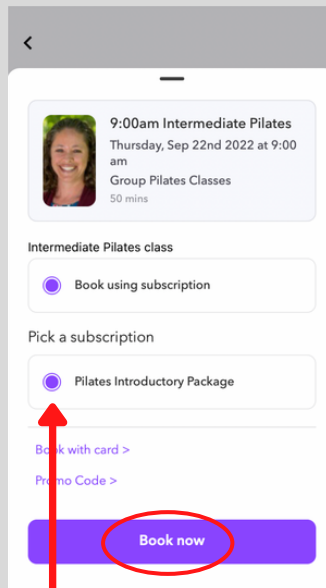 9:00am Intermediate Pilates
Thursday, Sep 22nd 2022 at 9:00
am
Group Pilates Classes
50 mins
Intermediate Pilates class
Book using subscription
Pick a subscription
Pilates Introductory Package
Book with card >
Promo Code >
Book now